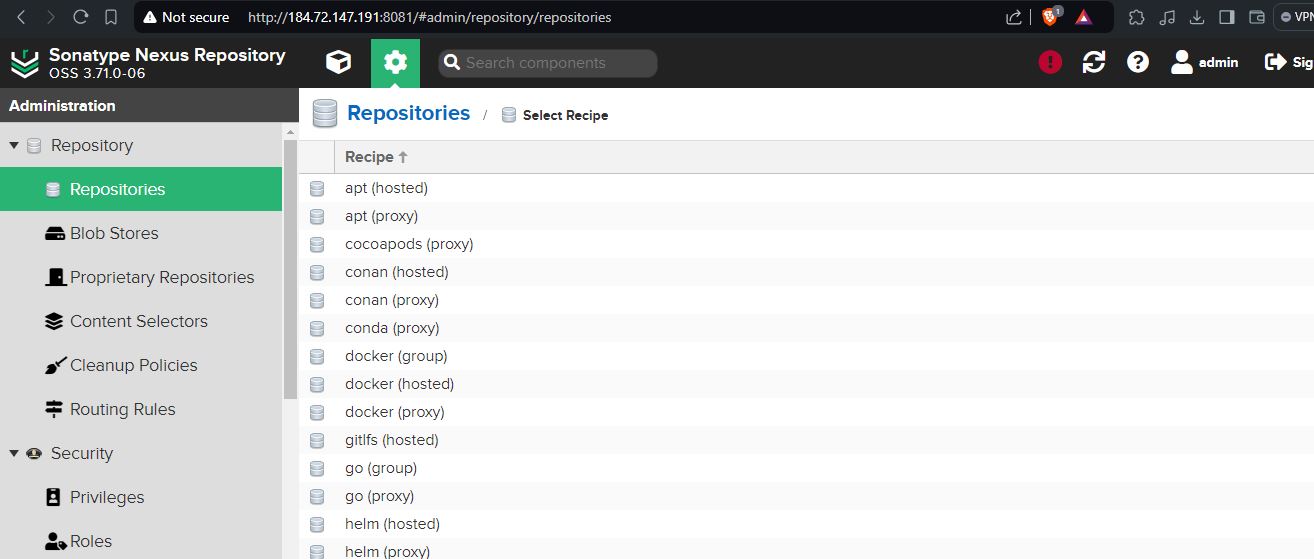 Not secure http://184.72.147.191:8081/#admin/repository/repositories 1 VPN
Sonatype Nexus Repository
OSS 3.71.0-06
Search components
admin
Sig
Administration
Repositories / Select Recipe
Repository
Recipe
Repositories
apt (hosted)
apt (proxy)
Blob Stores
cocoapods (proxy)
Proprietary Repositories
conan (hosted)
conan (proxy)
Content Selectors
conda (proxy)
docker (group)
Cleanup Policies
docker (hosted)
docker (proxy)
Routing Rules
gitlfs (hosted)
Security
go (group)
Privileges
go (proxy)
helm (hosted)
Roles
helm (proxy)